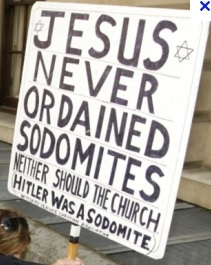 JESUS
NEVER
ORDAINED
SODOMITES
NEITHER SHOULD THE CHURCH
(HITLER WAS A SODOMITE)